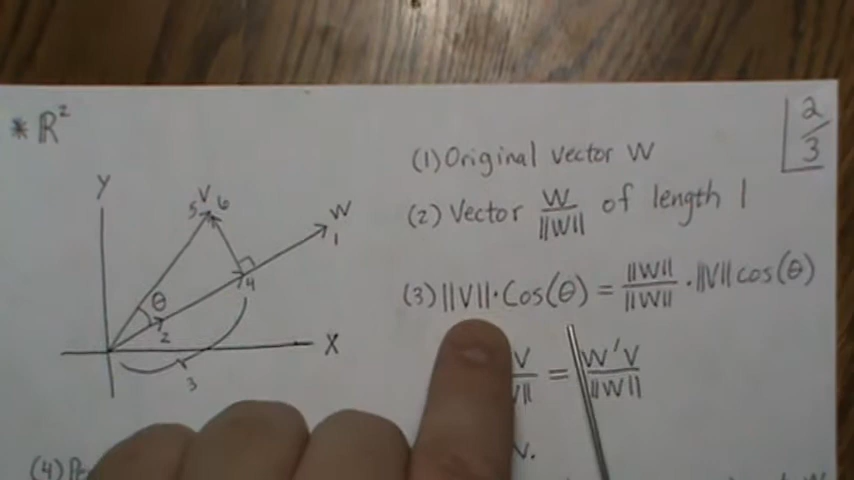 * ℝ²
2/3
Y
5 V 6
W
1
θ
4
2
X
3
(1) Original vector W
(2) Vector W/||W|| of length 1
(3) ||V||·Cos(θ) = ||W||/||W|| · ||V|| cos(θ)
= W'V/||W||
V.
(4)